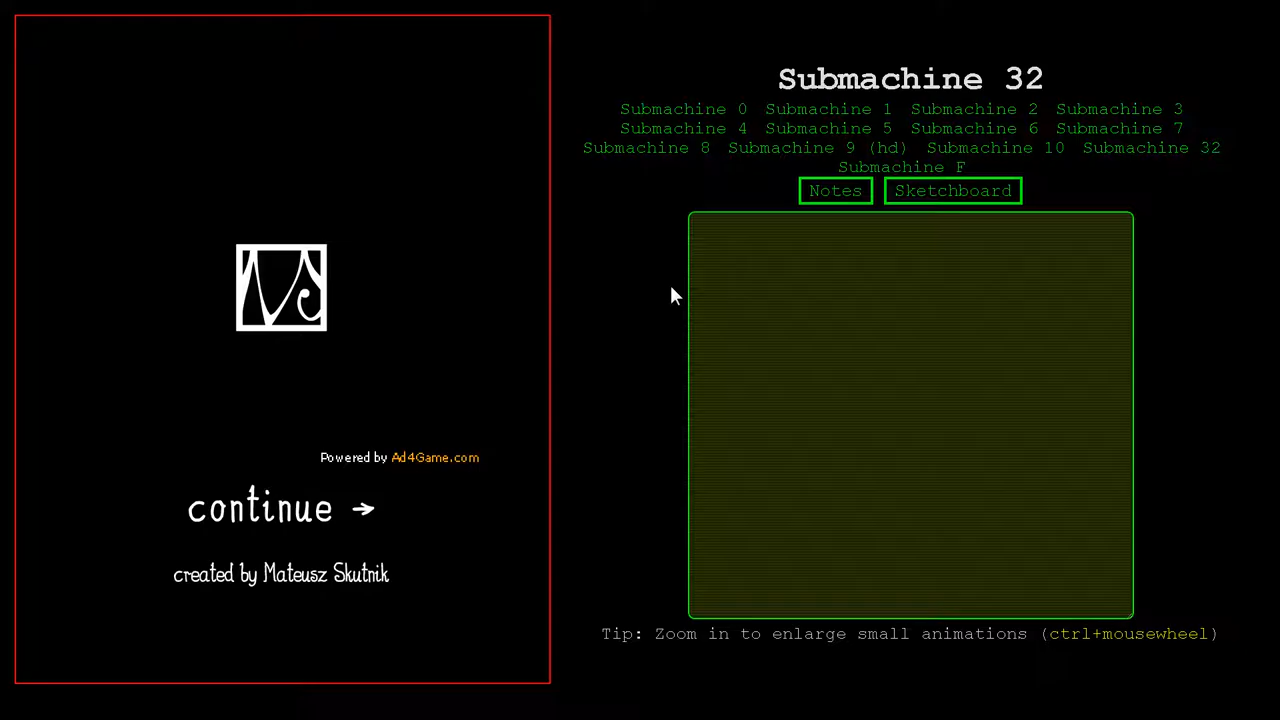 Powered by Ad4Game.com
continue →
created by Mateusz Skutnik
Submachine 32
Submachine 0 Submachine 1 Submachine 2 Submachine 3
Submachine 4 Submachine 5 Submachine 6 Submachine 7
Submachine 8 Submachine 9 (hd) Submachine 10 Submachine 32
Submachine F
Notes Sketchboard
Tip: Zoom in to enlarge small animations (ctrl+mousewheel)